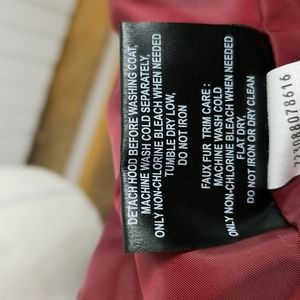 DETACH HOOD BEFORE WASHING COAT,
MACHINE WASH COLD SEPARATELY,
ONLY NON-CHLORINE BLEACH WHEN NEEDED
TUMBLE DRY LOW,
DO NOT IRON
FAUX FUR TRIM CARE :
MACHINE WASH COLD
ONLY NON-CHLORINE BLEACH WHEN NEEDED
FLAT DRY,
DO NOT IRON OR DRY CLEAN